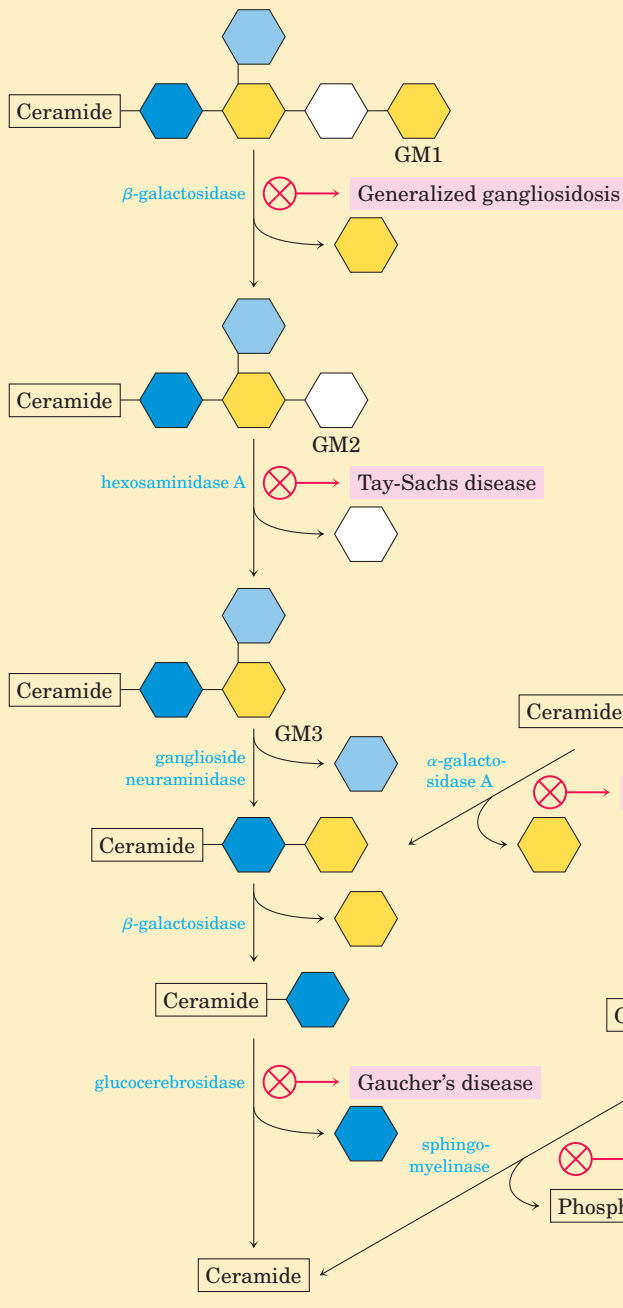 Ceramide
GM1
β-galactosidase
Generalized gangliosidosis
Ceramide
GM2
hexosaminidase A
Tay-Sachs disease
Ceramide
GM3
ganglioside
neuraminidase
Ceramide
α-galacto-
sidase A
Ceramide
β-galactosidase
Ceramide
glucocerebrosidase
Gaucher's disease
sphingo-
myelinase
Ceramide